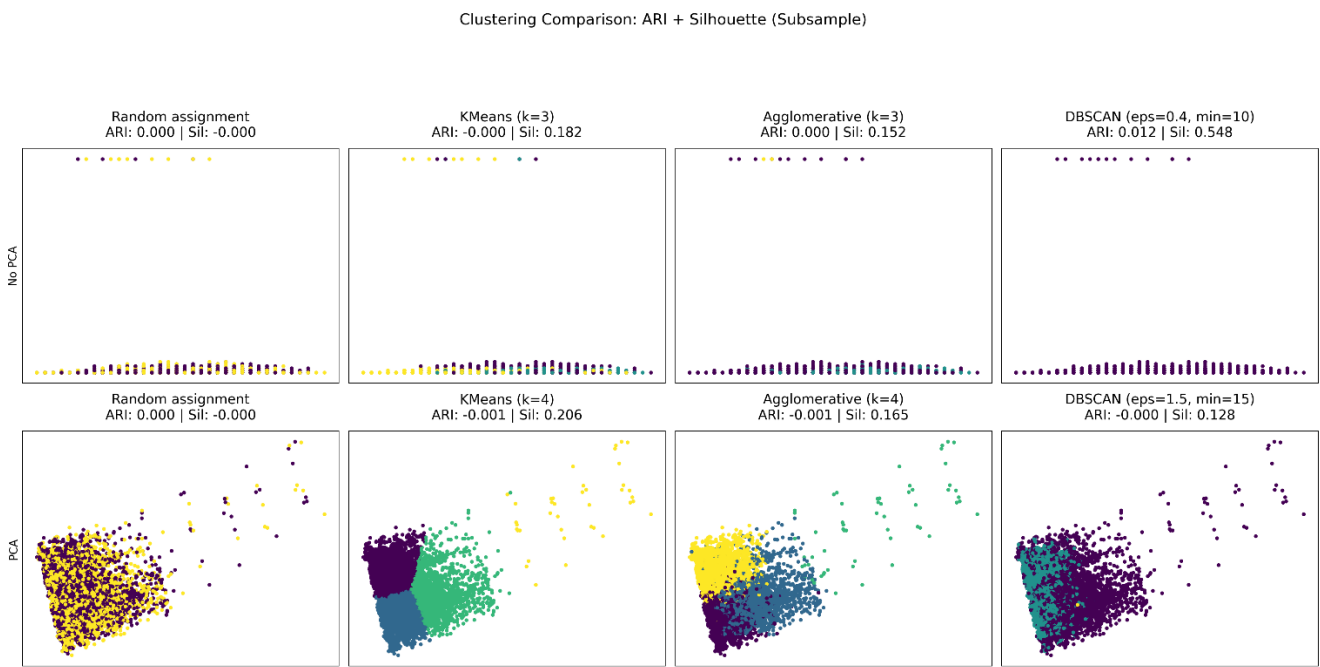 Clustering Comparison: ARI + Silhouette (Subsample)
Random assignment
ARI: 0.000 | Sil: -0.000
KMeans (k=3)
ARI: -0.000 | Sil: 0.182
Agglomerative (k=3)
ARI: 0.000 | Sil: 0.152
DBSCAN (eps=0.4, min=10)
ARI: 0.012 | Sil: 0.548
No PCA
Random assignment
ARI: 0.000 | Sil: -0.000
KMeans (k=4)
ARI: -0.001 | Sil: 0.206
Agglomerative (k=4)
ARI: -0.001 | Sil: 0.165
DBSCAN (eps=1.5, min=15)
ARI: -0.000 | Sil: 0.128
PCA